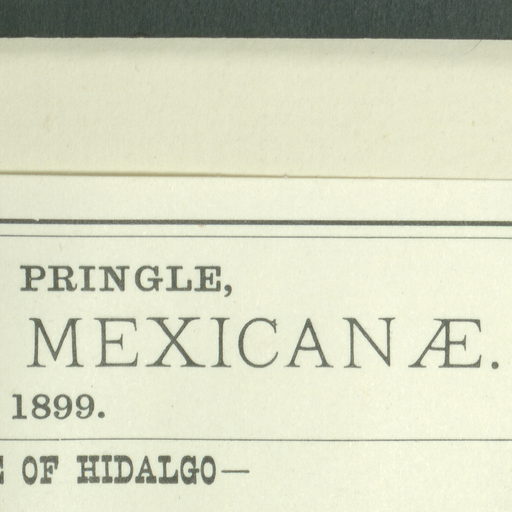 PRINGLE,
MEXICANÆ.
1899.
OF HIDALGO—